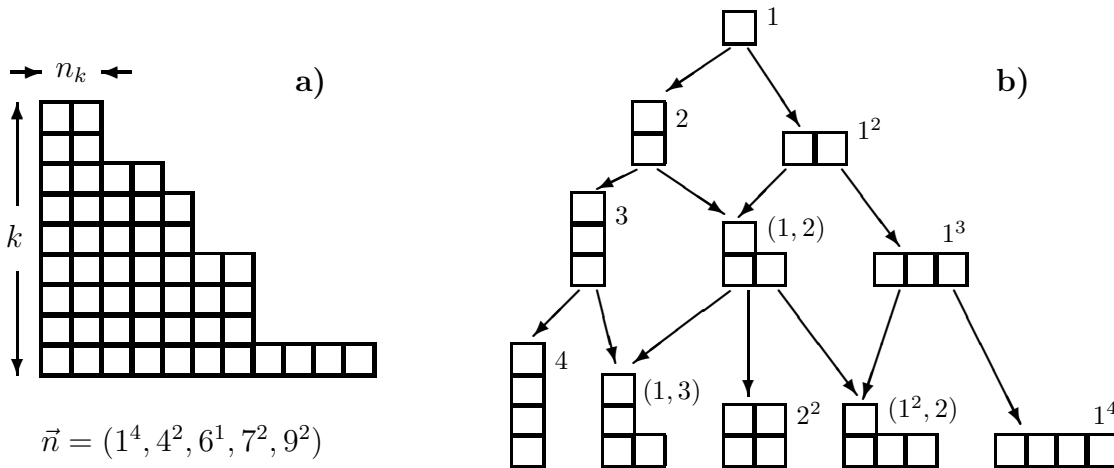 n_k
a)
k
\vec{n} = (1^4, 4^2, 6^1, 7^2, 9^2)
b)
1
2
1^2
3
(1, 2)
1^3
4
(1, 3)
2^2
(1^2, 2)
1^4